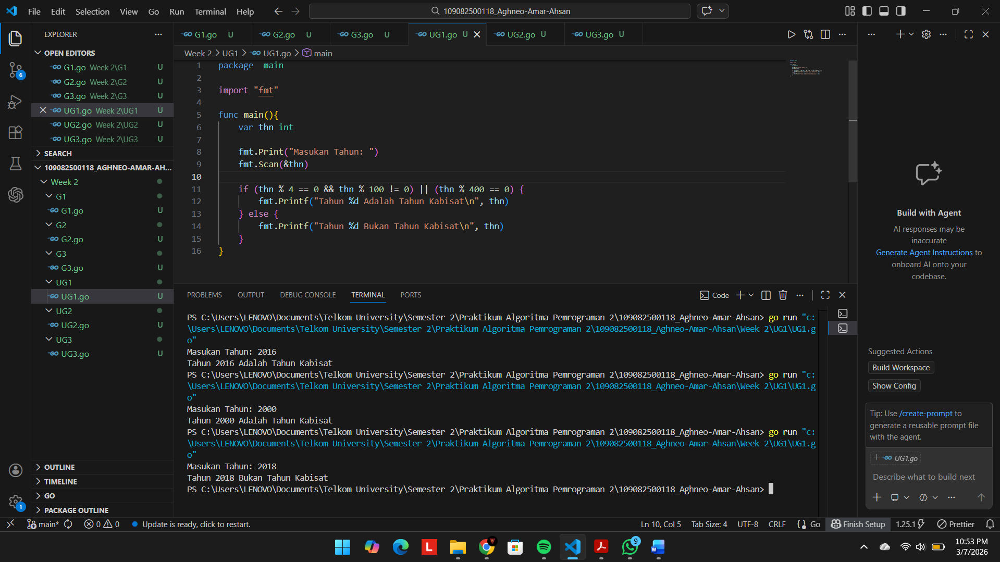 File Edit Selection View Go Run Terminal Help
109082500118_Aghneo-Amar-Ahsan
EXPLORER
OPEN EDITORS
G1.go Week 2\G1 U
G2.go Week 2\G2 U
G3.go Week 2\G3 U
UG1.go Week 2\UG1 U
UG2.go Week 2\UG2 U
UG3.go Week 2\UG3 U
SEARCH
109082500118_AGHNEO-AMAR-AH...
Week 2
G1
G1.go U
G2
G2.go U
G3
G3.go U
UG1
UG1.go U
UG2
UG2.go U
UG3
UG3.go U
OUTLINE
TIMELINE
GO
PACKAGE OUTLINE
6
1
G1.go U G2.go U G3.go U UG1.go U UG2.go U UG3.go U
Week 2 > UG1 > UG1.go > main
1 package main
2
3 import "fmt"
4
5 func main(){
6 var thn int
7
8 fmt.Print("Masukan Tahun: ")
9 fmt.Scan(&thn)
10
11 if (thn % 4 == 0 && thn % 100 != 0) || (thn % 400 == 0) {
12 fmt.Printf("Tahun %d Adalah Tahun Kabisat\n", thn)
13 } else {
14 fmt.Printf("Tahun %d Bukan Tahun Kabisat\n", thn)
15 }
16 }
PROBLEMS OUTPUT DEBUG CONSOLE TERMINAL PORTS
Code
PS C:\Users\LENOVO\Documents\Telkom University\Semester 2\Praktikum Algoritma Pemrograman 2\109082500118_Aghneo-Amar-Ahsan> go run "c:
\Users\LENOVO\Documents\Telkom University\Semester 2\Praktikum Algoritma Pemrograman 2\109082500118_Aghneo-Amar-Ahsan\Week 2\UG1\UG1.g
o"
Masukan Tahun: 2016
Tahun 2016 Adalah Tahun Kabisat
PS C:\Users\LENOVO\Documents\Telkom University\Semester 2\Praktikum Algoritma Pemrograman 2\109082500118_Aghneo-Amar-Ahsan> go run "c:
\Users\LENOVO\Documents\Telkom University\Semester 2\Praktikum Algoritma Pemrograman 2\109082500118_Aghneo-Amar-Ahsan\Week 2\UG1\UG1.g
o"
Masukan Tahun: 2000
Tahun 2000 Adalah Tahun Kabisat
PS C:\Users\LENOVO\Documents\Telkom University\Semester 2\Praktikum Algoritma Pemrograman 2\109082500118_Aghneo-Amar-Ahsan> go run "c:
\Users\LENOVO\Documents\Telkom University\Semester 2\Praktikum Algoritma Pemrograman 2\109082500118_Aghneo-Amar-Ahsan\Week 2\UG1\UG1.g
o"
Masukan Tahun: 2018
Tahun 2018 Bukan Tahun Kabisat
PS C:\Users\LENOVO\Documents\Telkom University\Semester 2\Praktikum Algoritma Pemrograman 2\109082500118_Aghneo-Amar-Ahsan>
Build with Agent
AI responses may be
inaccurate
Generate Agent Instructions to
onboard AI onto your
codebase.
Suggested Actions
Build Workspace
Show Config
Tip: Use /create-prompt to
generate a reusable prompt file
with the agent.
UG1.go
Describe what to build next
main* 0 0 Update is ready, click to restart.
Ln 10, Col 5 Tab Size: 4 UTF-8 CRLF Go Finish Setup 1.25.1 Prettier
L
9
W
10:53 PM
3/7/2026